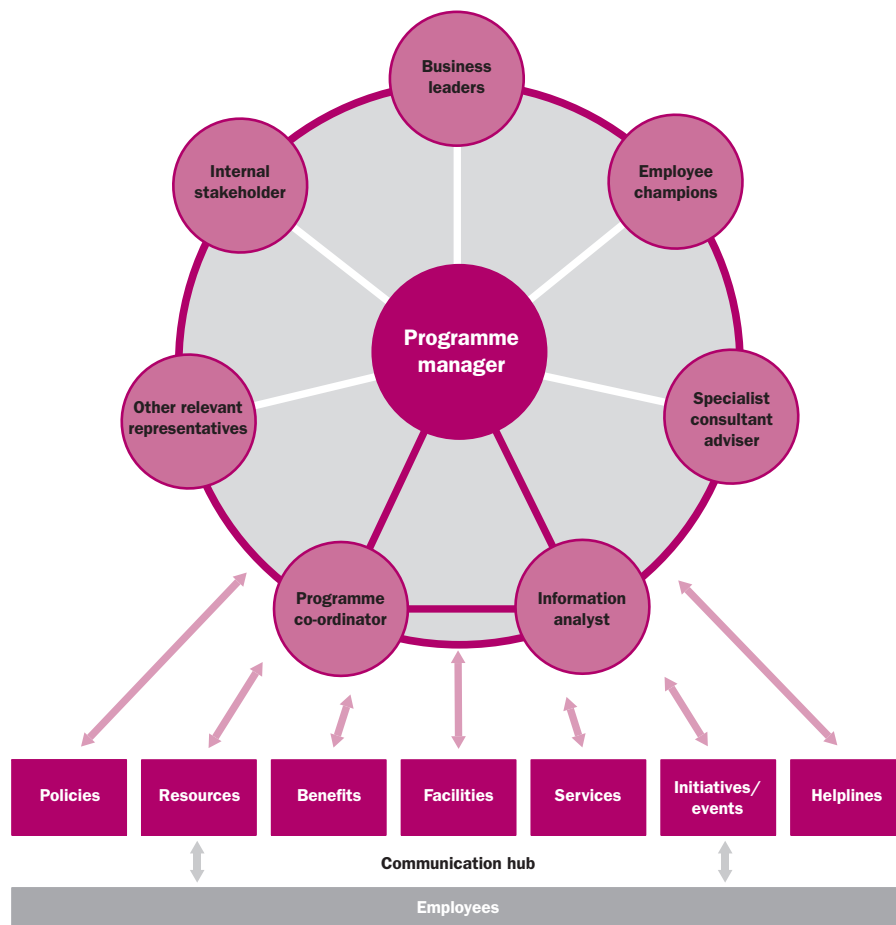 Business
leaders
Internal
stakeholder
Employee
champions
Programme
manager
Other relevant
representatives
Specialist
consultant
adviser
Programme
co-ordinator
Information
analyst
Policies
Resources
Benefits
Facilities
Services
Initiatives/
events
Helplines
Communication hub
Employees